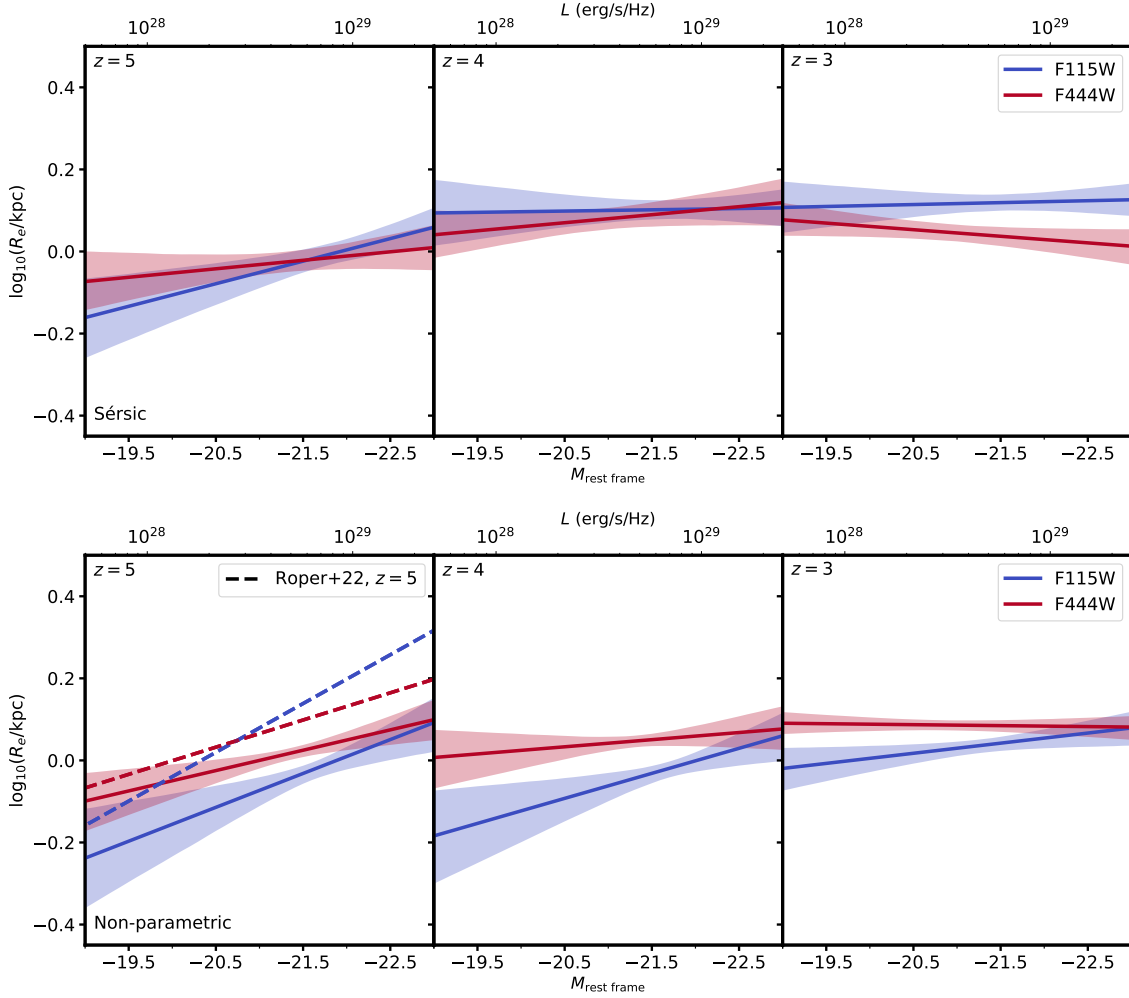 L (erg/s/Hz)
10^28 10^29 10^28 10^29 10^28 10^29
z = 5 z = 4 z = 3
F115W
F444W
0.4
0.2
0.0
−0.2
−0.4
log10(Re/kpc)
Sérsic
−19.5 −20.5 −21.5 −22.5 −19.5 −20.5 −21.5 −22.5 −19.5 −20.5 −21.5 −22.5
Mrest frame
L (erg/s/Hz)
10^28 10^29 10^28 10^29 10^28 10^29
z = 5 Roper+22, z = 5 z = 4 z = 3
F115W
F444W
0.4
0.2
0.0
−0.2
−0.4
log10(Re/kpc)
Non-parametric
−19.5 −20.5 −21.5 −22.5 −19.5 −20.5 −21.5 −22.5 −19.5 −20.5 −21.5 −22.5
Mrest frame